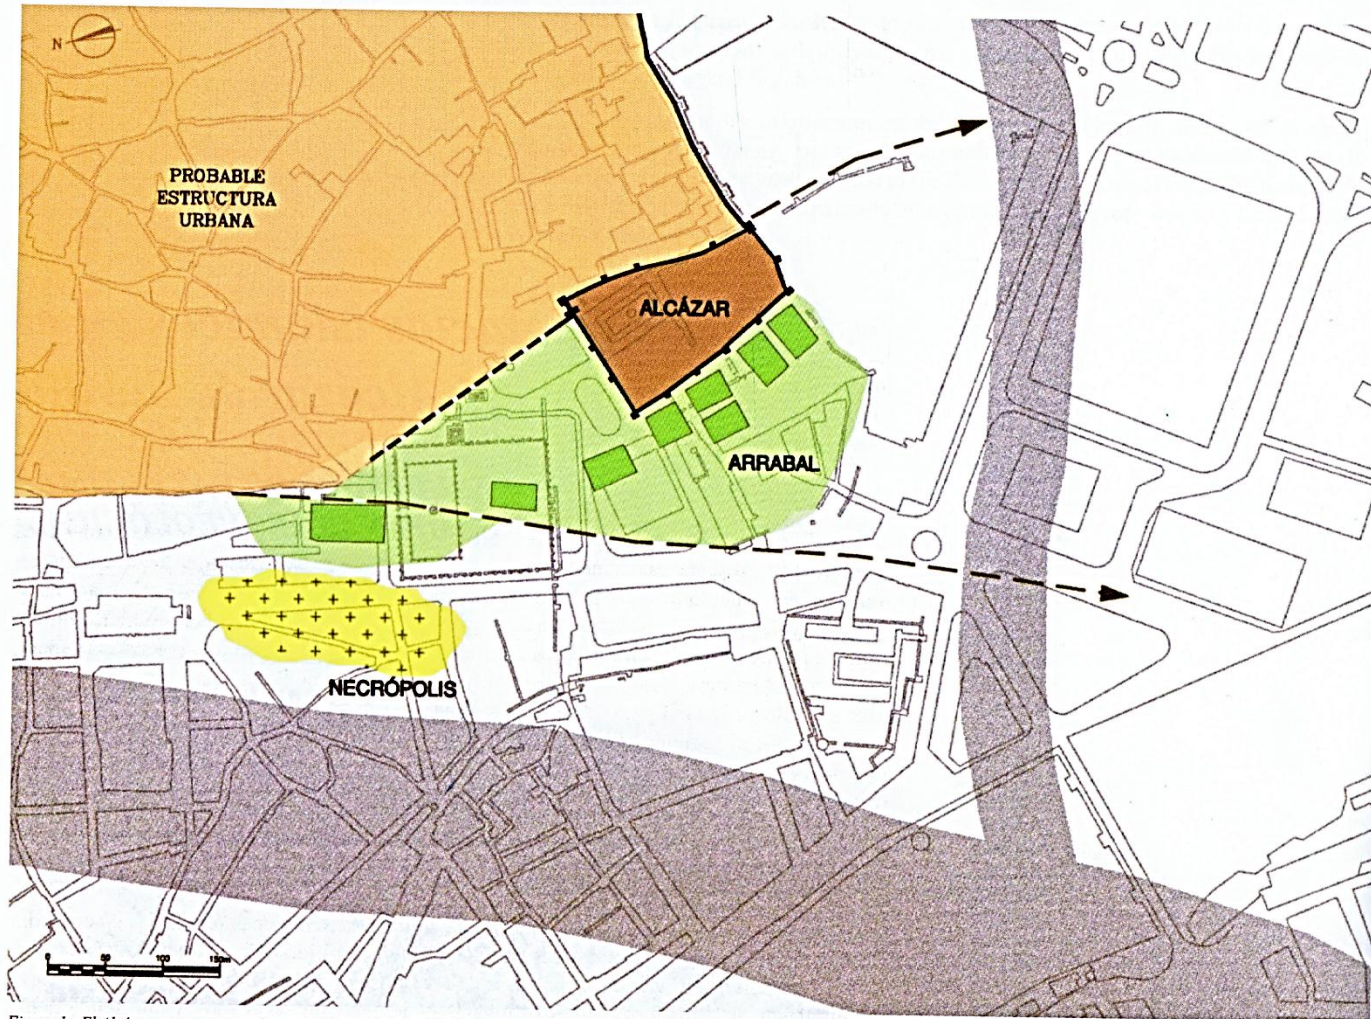 N
PROBABLE
ESTRUCTURA
URBANA
ALCÁZAR
ARRABAL
NECRÓPOLIS
0 50 100 150m